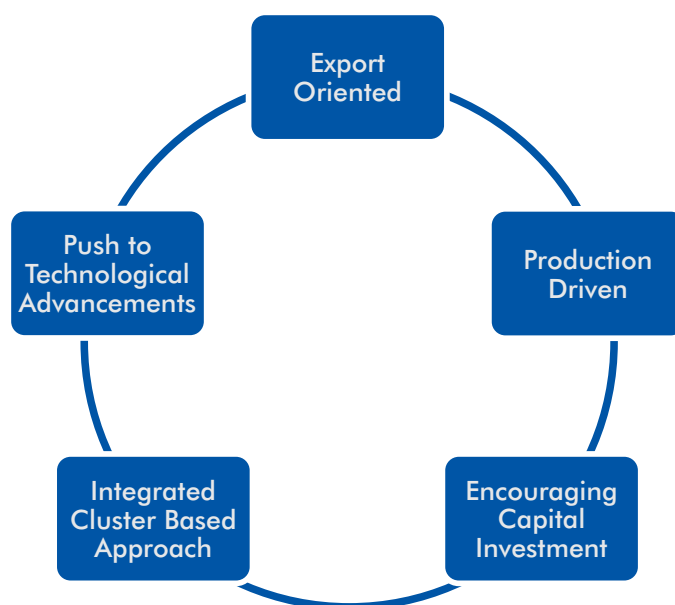 Export
Oriented
Production
Driven
Encouraging
Capital
Investment
Integrated
Cluster Based
Approach
Push to
Technological
Advancements